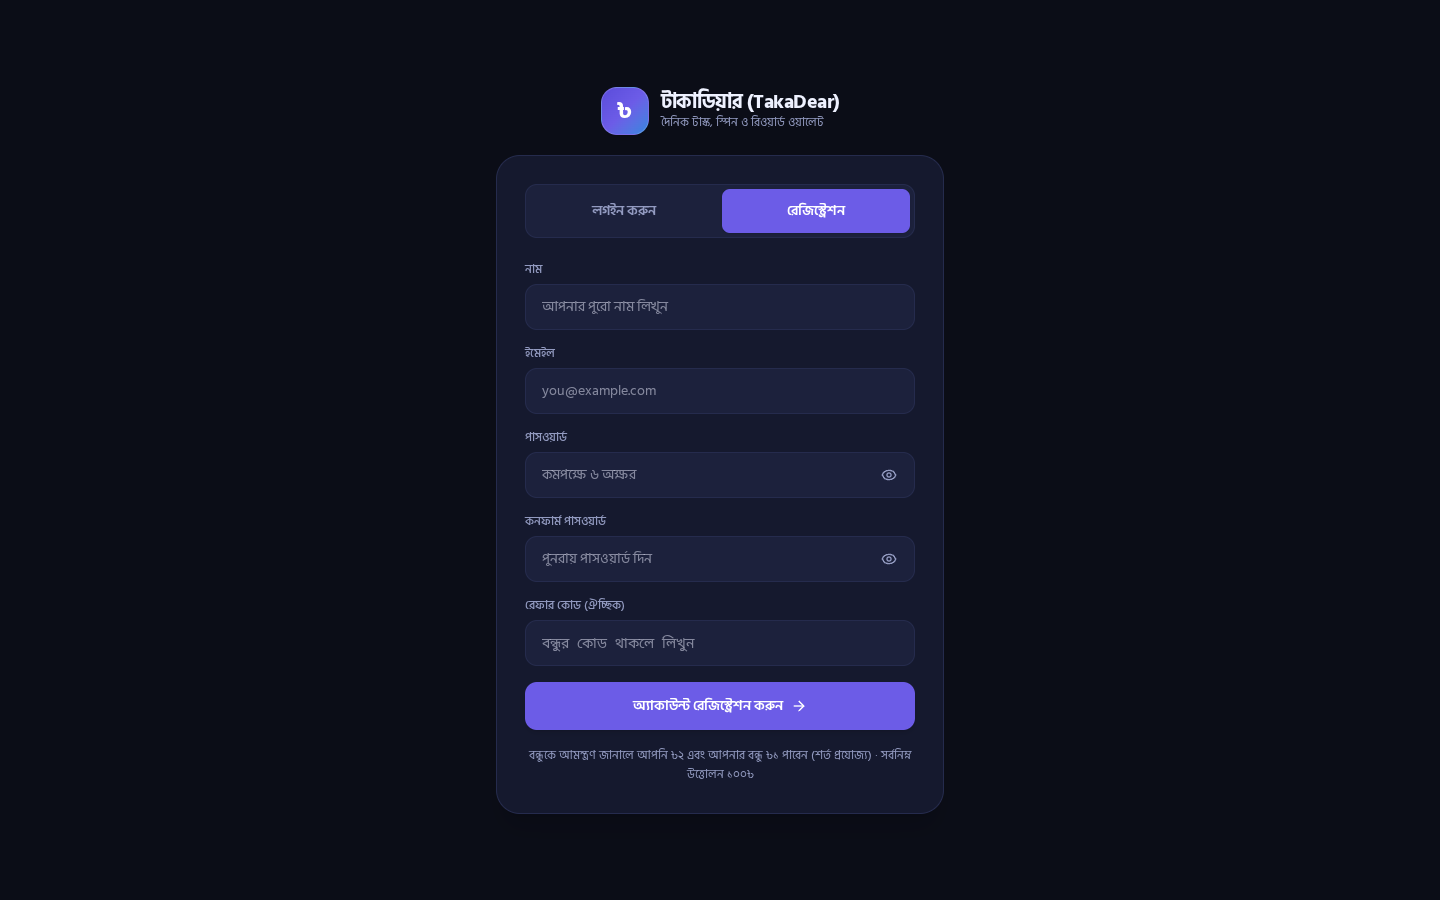 ৳
টাকাডিয়ার (TakaDear)
দৈনিক টাস্ক, স্পিন ও রিওয়ার্ড ওয়ালেট
লগইন করুন
রেজিস্ট্রেশন
নাম
আপনার পুরো নাম লিখুন
ইমেইল
you@example.com
পাসওয়ার্ড
কমপক্ষে ৬ অক্ষর
কনফার্ম পাসওয়ার্ড
পুনরায় পাসওয়ার্ড দিন
রেফার কোড (ঐচ্ছিক)
বন্ধুর কোড থাকলে লিখুন
অ্যাকাউন্ট রেজিস্ট্রেশন করুন →
বন্ধুকে আমন্ত্রণ জানালে আপনি ৳২ এবং আপনার বন্ধু ৳১ পাবেন (শর্ত প্রযোজ্য) · সর্বনিম্ন
উত্তোলন ১০০৳